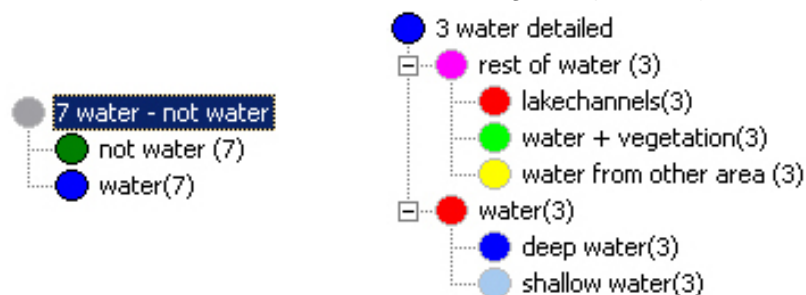 7 water - not water
not water (7)
water(7)
3 water detailed
rest of water (3)
lakechannels(3)
water + vegetation(3)
water from other area (3)
water(3)
deep water(3)
shallow water(3)